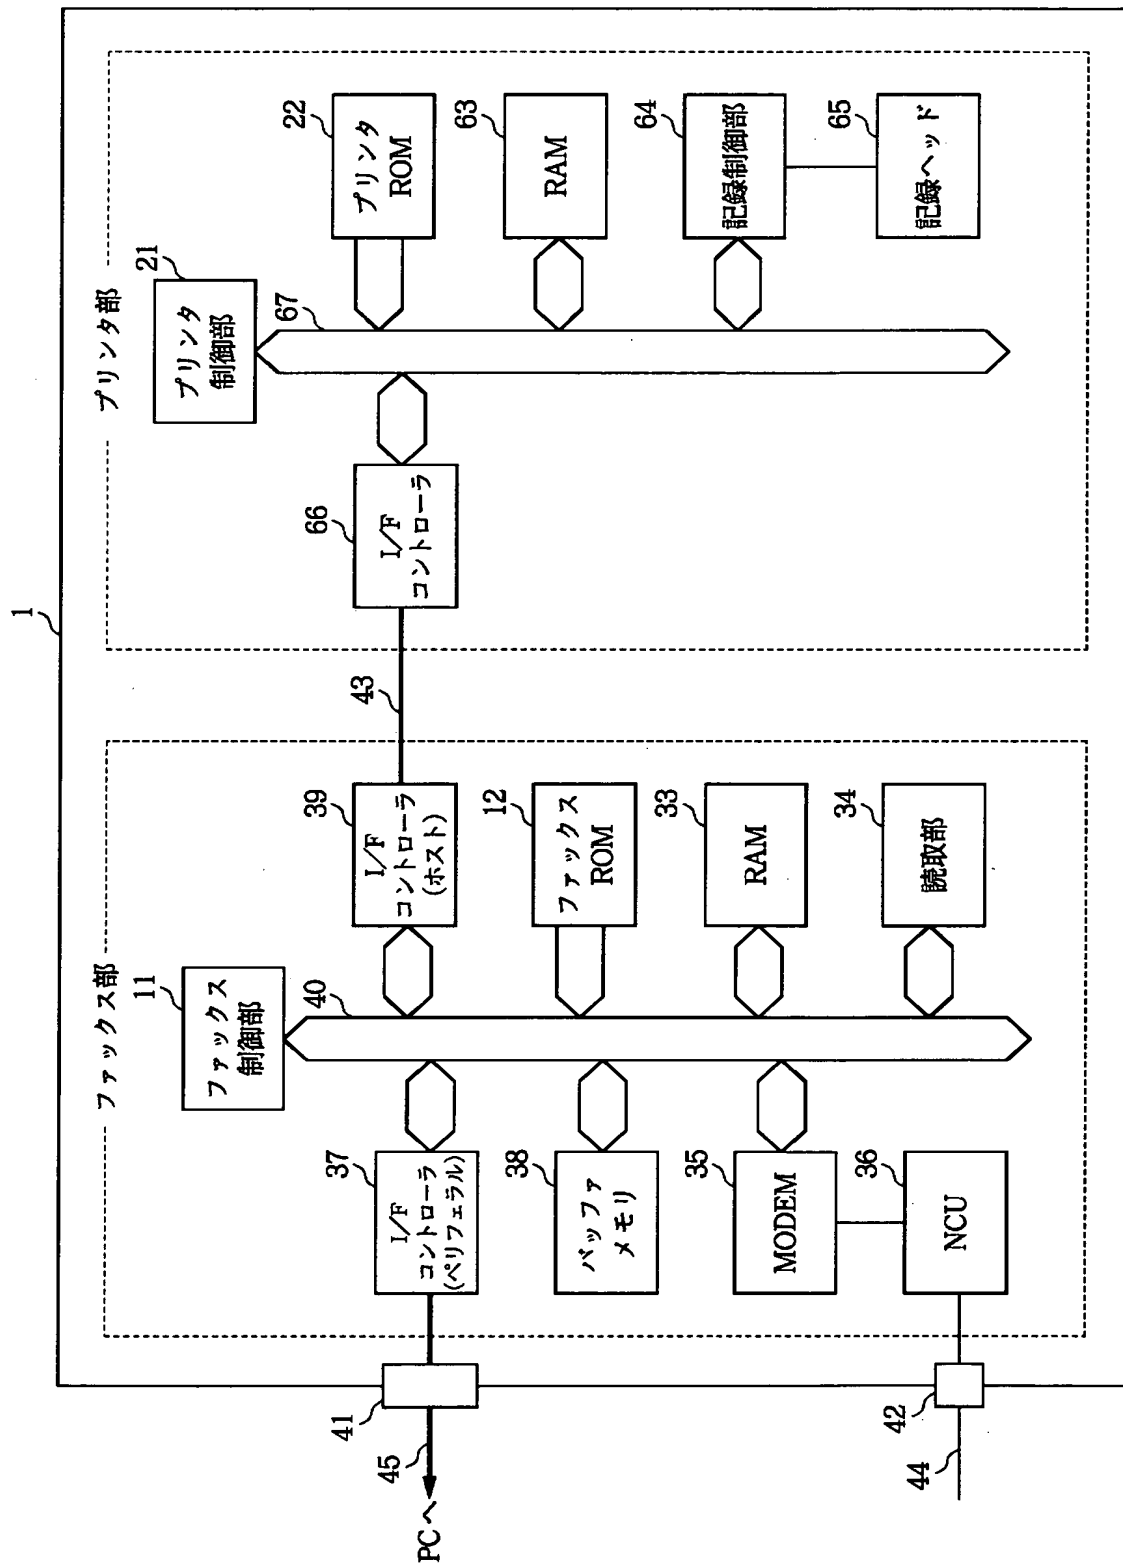 1
ファックス部
プリンタ部
11
ファックス
制御部
21
プリンタ
制御部
37
I/F
コントローラ
(ペリフェラル)
39
I/F
コントローラ
(ホスト)
43
66
I/F
コントローラ
22
プリンタ
ROM
40
67
41
45
PCへ
38
バッファ
メモリ
12
ファックス
ROM
63
RAM
35
MODEM
33
RAM
64
記録制御部
36
NCU
34
読取部
65
記録ヘッド
42
44